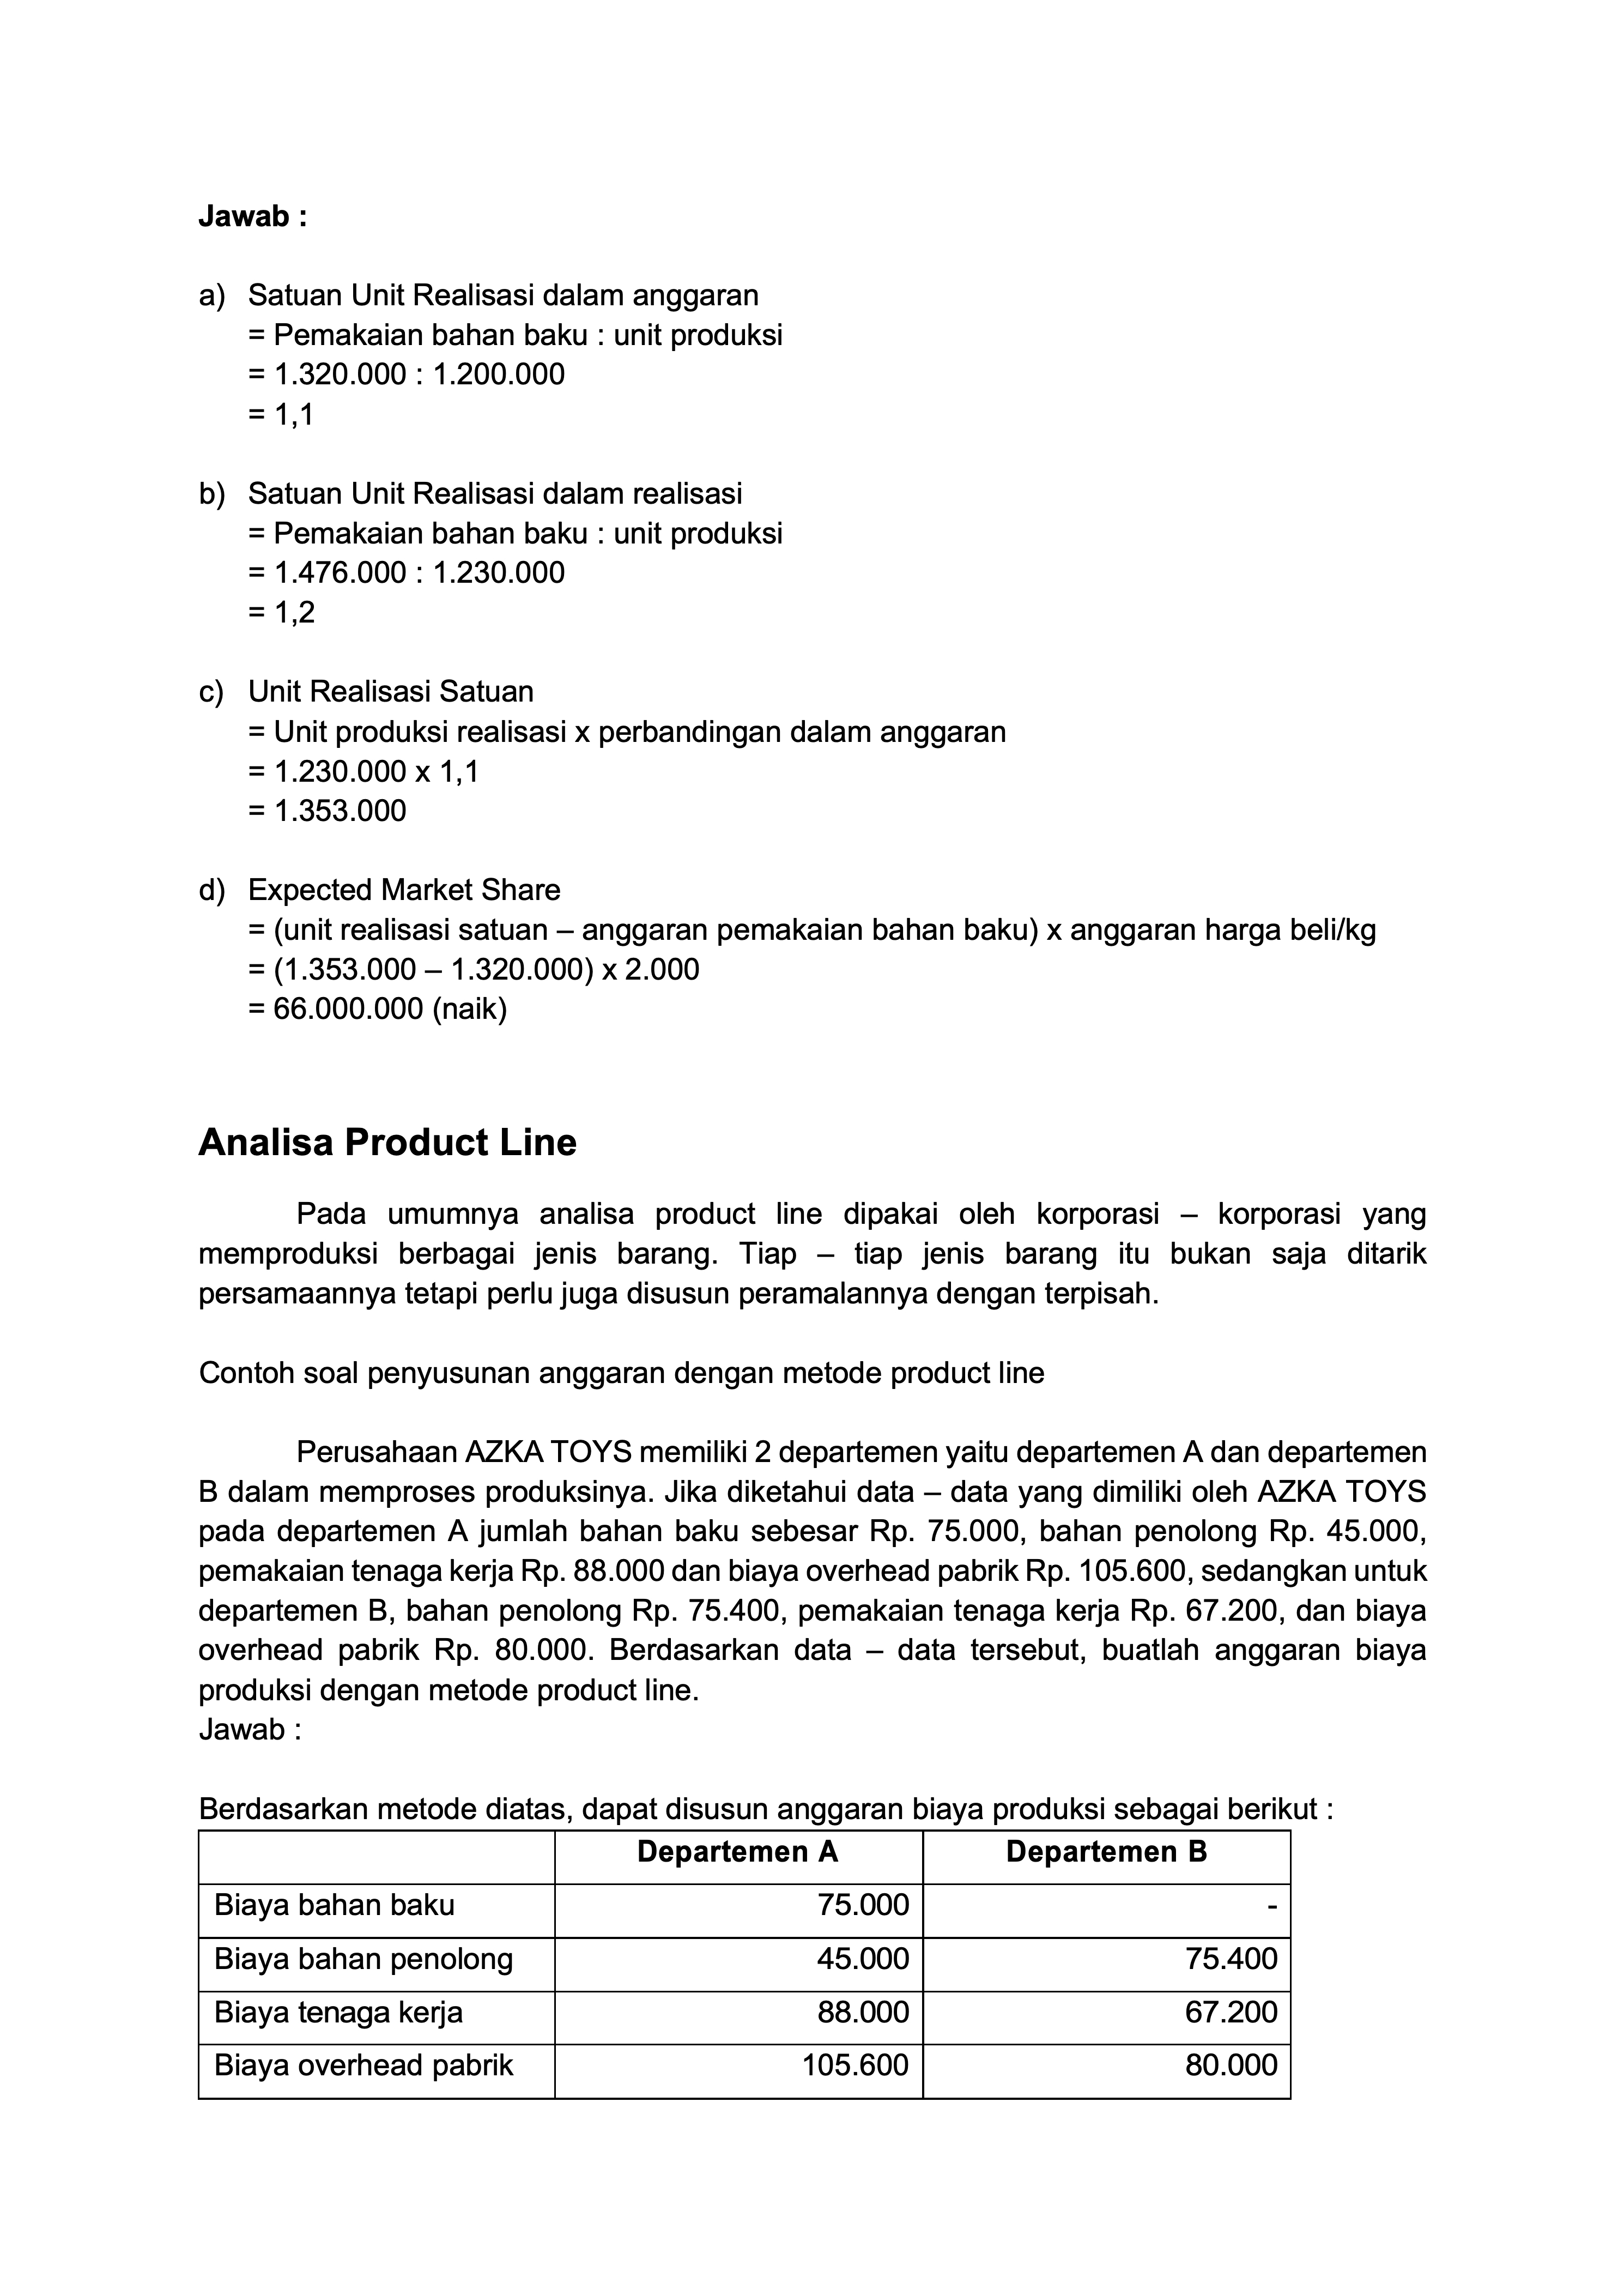 Jawab :
a) Satuan Unit Realisasi dalam anggaran
= Pemakaian bahan baku : unit produksi
= 1.320.000 : 1.200.000
= 1,1
b) Satuan Unit Realisasi dalam realisasi
= Pemakaian bahan baku : unit produksi
= 1.476.000 : 1.230.000
= 1,2
c) Unit Realisasi Satuan
= Unit produksi realisasi x perbandingan dalam anggaran
= 1.230.000 x 1,1
= 1.353.000
d) Expected Market Share
= (unit realisasi satuan – anggaran pemakaian bahan baku) x anggaran harga beli/kg
= (1.353.000 – 1.320.000) x 2.000
= 66.000.000 (naik)
Analisa Product Line
Pada umumnya analisa product line dipakai oleh korporasi – korporasi yang
memproduksi berbagai jenis barang. Tiap – tiap jenis barang itu bukan saja ditarik
persamaannya tetapi perlu juga disusun peramalannya dengan terpisah.
Contoh soal penyusunan anggaran dengan metode product line
Perusahaan AZKA TOYS memiliki 2 departemen yaitu departemen A dan departemen
B dalam memproses produksinya. Jika diketahui data – data yang dimiliki oleh AZKA TOYS
pada departemen A jumlah bahan baku sebesar Rp. 75.000, bahan penolong Rp. 45.000,
pemakaian tenaga kerja Rp. 88.000 dan biaya overhead pabrik Rp. 105.600, sedangkan untuk
departemen B, bahan penolong Rp. 75.400, pemakaian tenaga kerja Rp. 67.200, dan biaya
overhead pabrik Rp. 80.000. Berdasarkan data – data tersebut, buatlah anggaran biaya
produksi dengan metode product line.
Jawab :
Berdasarkan metode diatas, dapat disusun anggaran biaya produksi sebagai berikut :
Departemen A Departemen B
Biaya bahan baku 75.000 -
Biaya bahan penolong 45.000 75.400
Biaya tenaga kerja 88.000 67.200
Biaya overhead pabrik 105.600 80.000